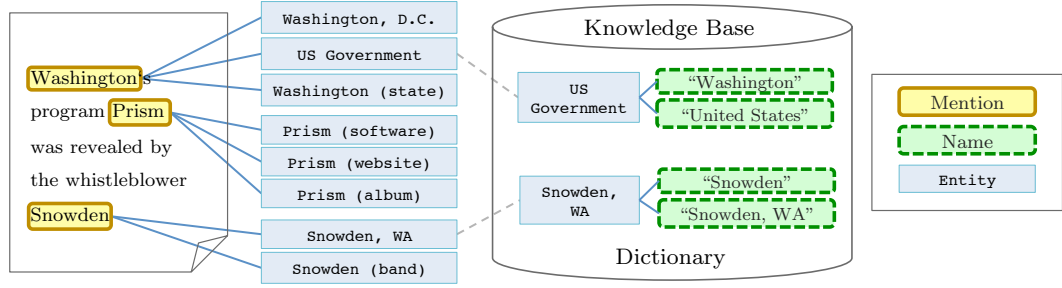 Washington's
program Prism
was revealed by
the whistleblower
Snowden
Washington, D.C.
US Government
Washington (state)
Prism (software)
Prism (website)
Prism (album)
Snowden, WA
Snowden (band)
Knowledge Base
US
Government
“Washington”
“United States”
Snowden,
WA
“Snowden”
“Snowden, WA”
Dictionary
Mention
Name
Entity